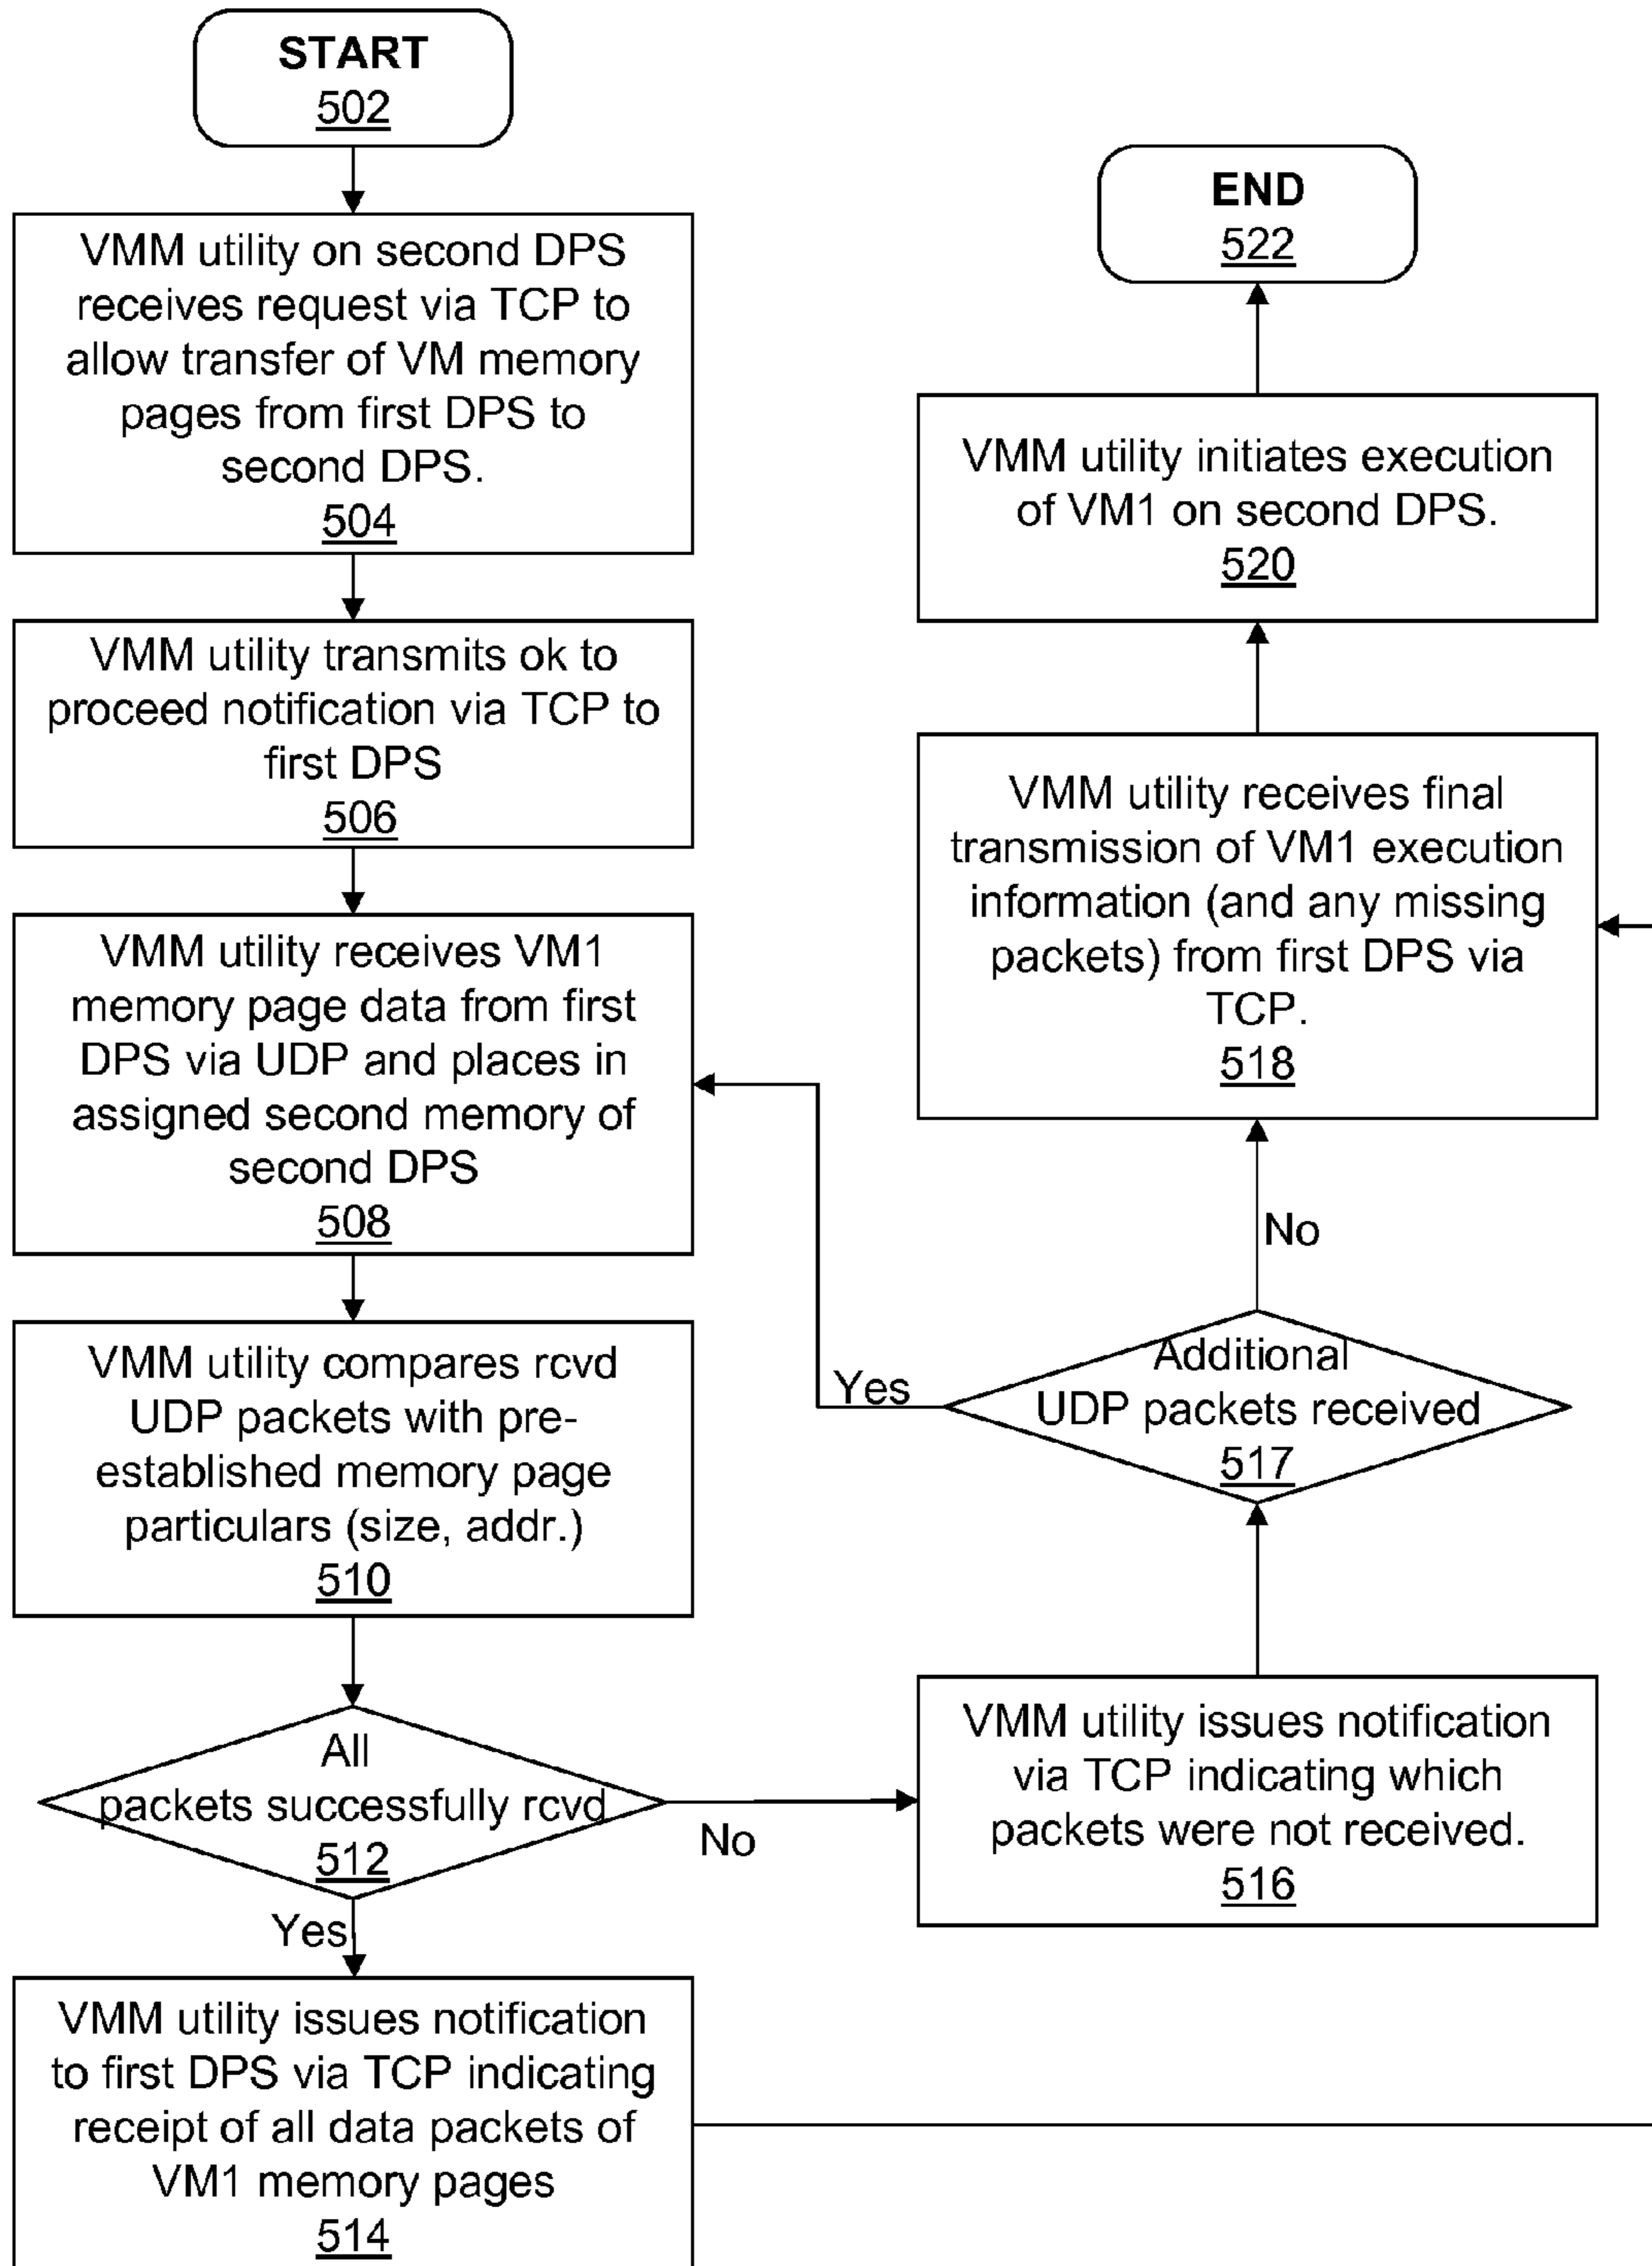 START
502
VMM utility on second DPS
receives request via TCP to
allow transfer of VM memory
pages from first DPS to
second DPS.
504
VMM utility transmits ok to
proceed notification via TCP to
first DPS
506
VMM utility receives VM1
memory page data from first
DPS via UDP and places in
assigned second memory of
second DPS
508
VMM utility compares rcvd
UDP packets with pre-
established memory page
particulars (size, addr.)
510
All
packets successfully rcvd
512
No
Yes
VMM utility issues notification
to first DPS via TCP indicating
receipt of all data packets of
VM1 memory pages
514
END
522
VMM utility initiates execution
of VM1 on second DPS.
520
VMM utility receives final
transmission of VM1 execution
information (and any missing
packets) from first DPS via
TCP.
518
No
Additional
UDP packets received
517
Yes
VMM utility issues notification
via TCP indicating which
packets were not received.
516